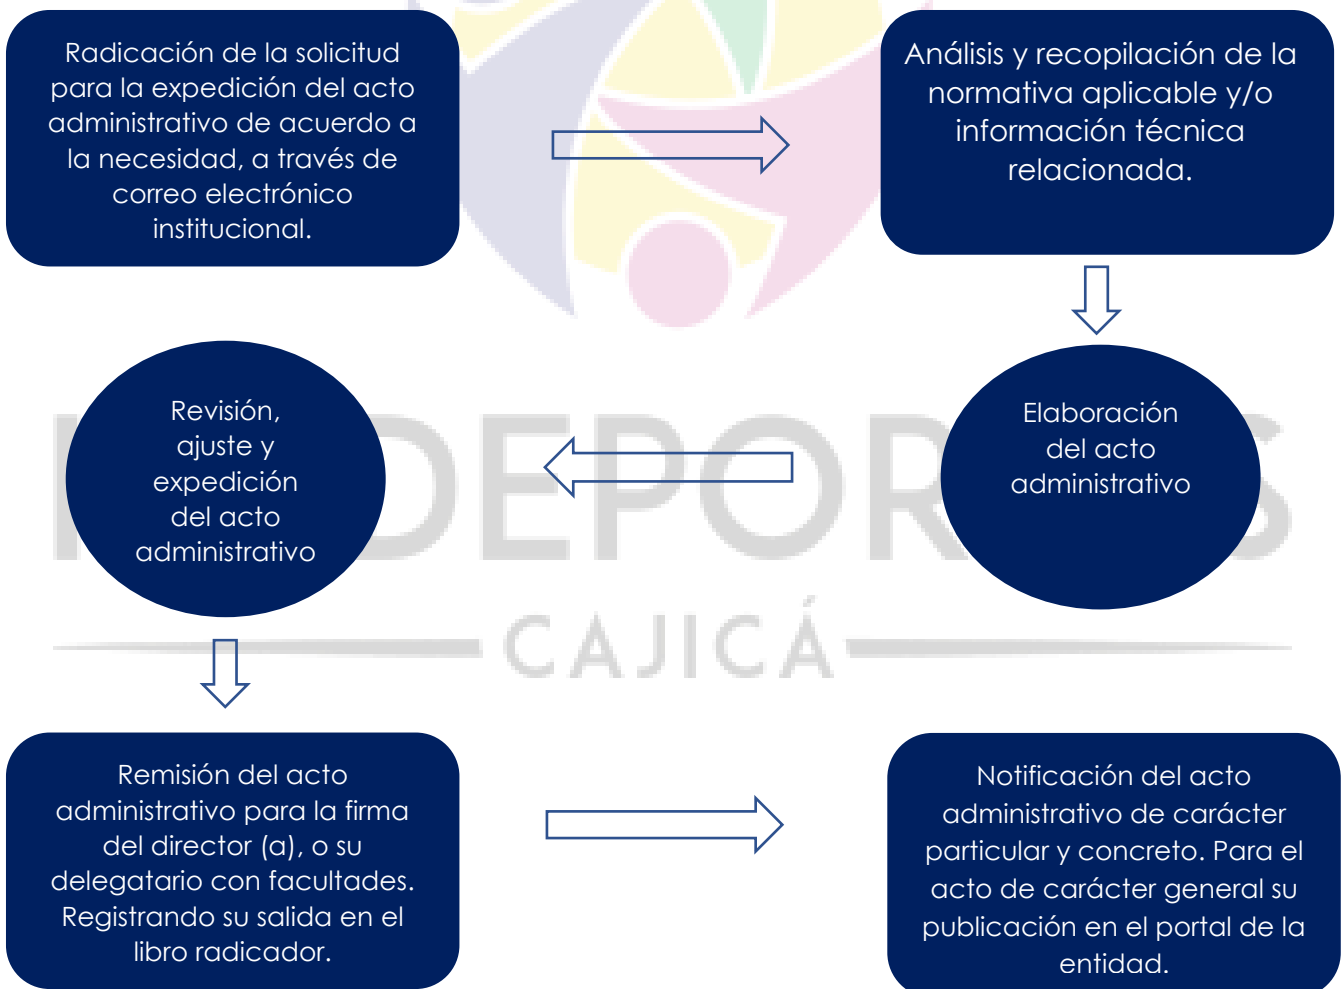 Radicación de la solicitud
para la expedición del acto
administrativo de acuerdo a
la necesidad, a través de
correo electrónico
institucional.
Análisis y recopilación de la
normativa aplicable y/o
información técnica
relacionada.
Elaboración
del acto
administrativo
Revisión,
ajuste y
expedición
del acto
administrativo
CAJICÁ
Remisión del acto
administrativo para la firma
del director (a), o su
delegatario con facultades.
Registrando su salida en el
libro radicador.
Notificación del acto
administrativo de carácter
particular y concreto. Para el
acto de carácter general su
publicación en el portal de la
entidad.